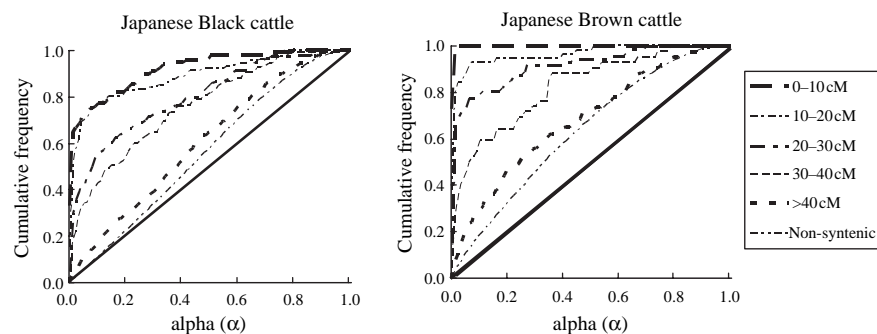 Japanese Black cattle
Cumulative frequency
1.0
0.8
0.6
0.4
0.2
0.0
0.0 0.2 0.4 0.6 0.8 1.0
alpha (α)
Japanese Brown cattle
Cumulative frequency
1.0
0.8
0.6
0.4
0.2
0.0
0.0 0.2 0.4 0.6 0.8 1.0
alpha (α)
0–10cM
10–20cM
20–30cM
30–40cM
>40cM
Non-syntenic